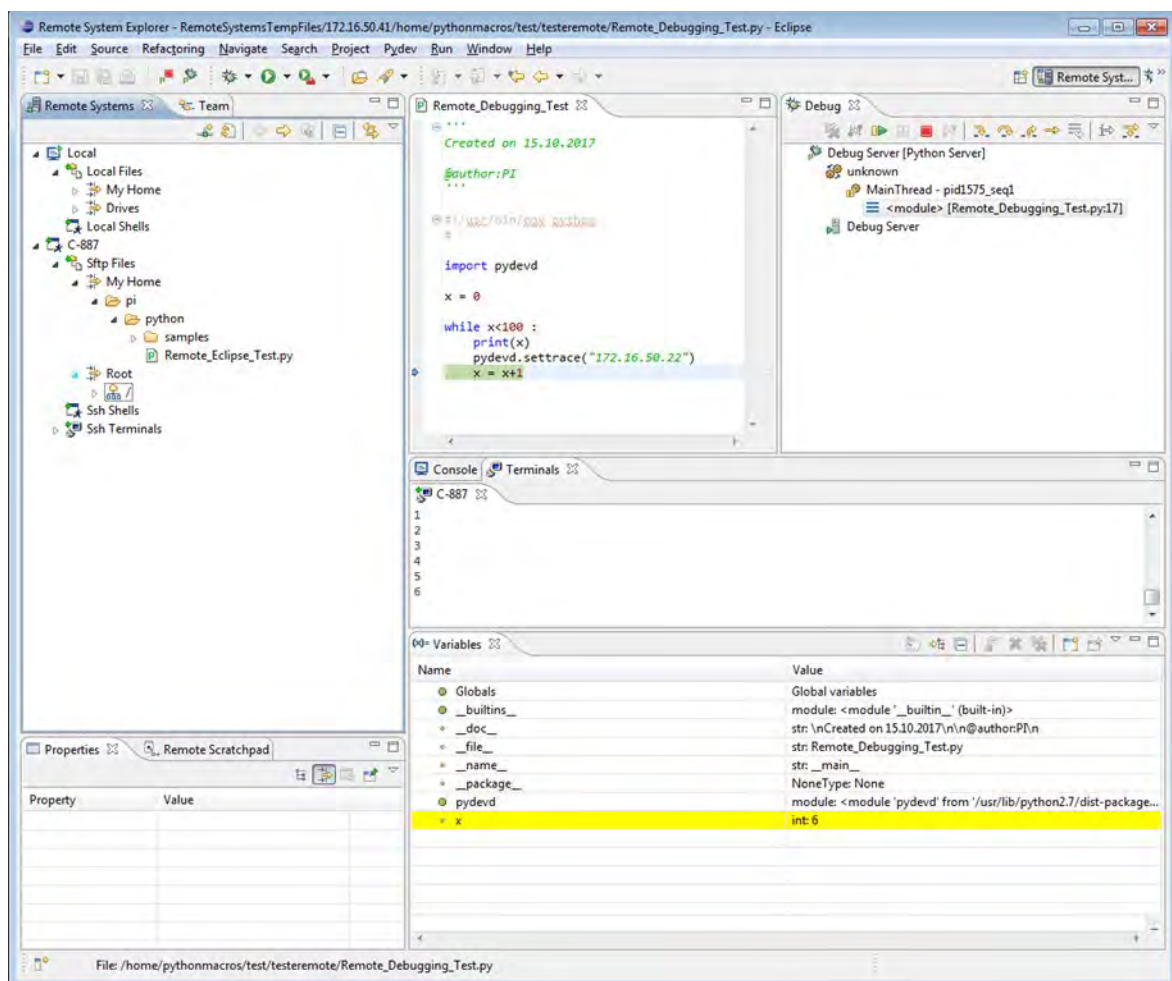 Remote System Explorer - RemoteSystemsTempFiles/172.16.50.41/home/pythonmacros/test/testeremote/Remote_Debugging_Test.py - Eclipse
File Edit Source Refactoring Navigate Search Project Pydev Run Window Help
Remote Syst...
Remote Systems
Team
Local
Local Files
My Home
Drives
Local Shells
C-887
Sftp Files
My Home
pi
python
samples
Remote_Eclipse_Test.py
Root
/
Ssh Shells
Ssh Terminals
Remote_Debugging_Test
'''
Created on 15.10.2017
@author:PI
'''
#!/usr/bin/env python
#
import pydevd
x = 0
while x<100 :
print(x)
pydevd.settrace("172.16.50.22")
x = x+1
Debug
Debug Server [Python Server]
unknown
MainThread - pid1575_seq1
<module> [Remote_Debugging_Test.py:17]
Debug Server
Console Terminals
C-887
1
2
3
4
5
6
(x)= Variables
Name Value
Globals Global variables
__builtins__ module: <module '__builtin__' (built-in)>
__doc__ str: \nCreated on 15.10.2017\n\n@author:PI\n
__file__ str: Remote_Debugging_Test.py
__name__ str: __main__
__package__ NoneType: None
pydevd module: <module 'pydevd' from '/usr/lib/python2.7/dist-package...
x int: 6
Properties Remote Scratchpad
Property Value
File: /home/pythonmacros/test/testeremote/Remote_Debugging_Test.py